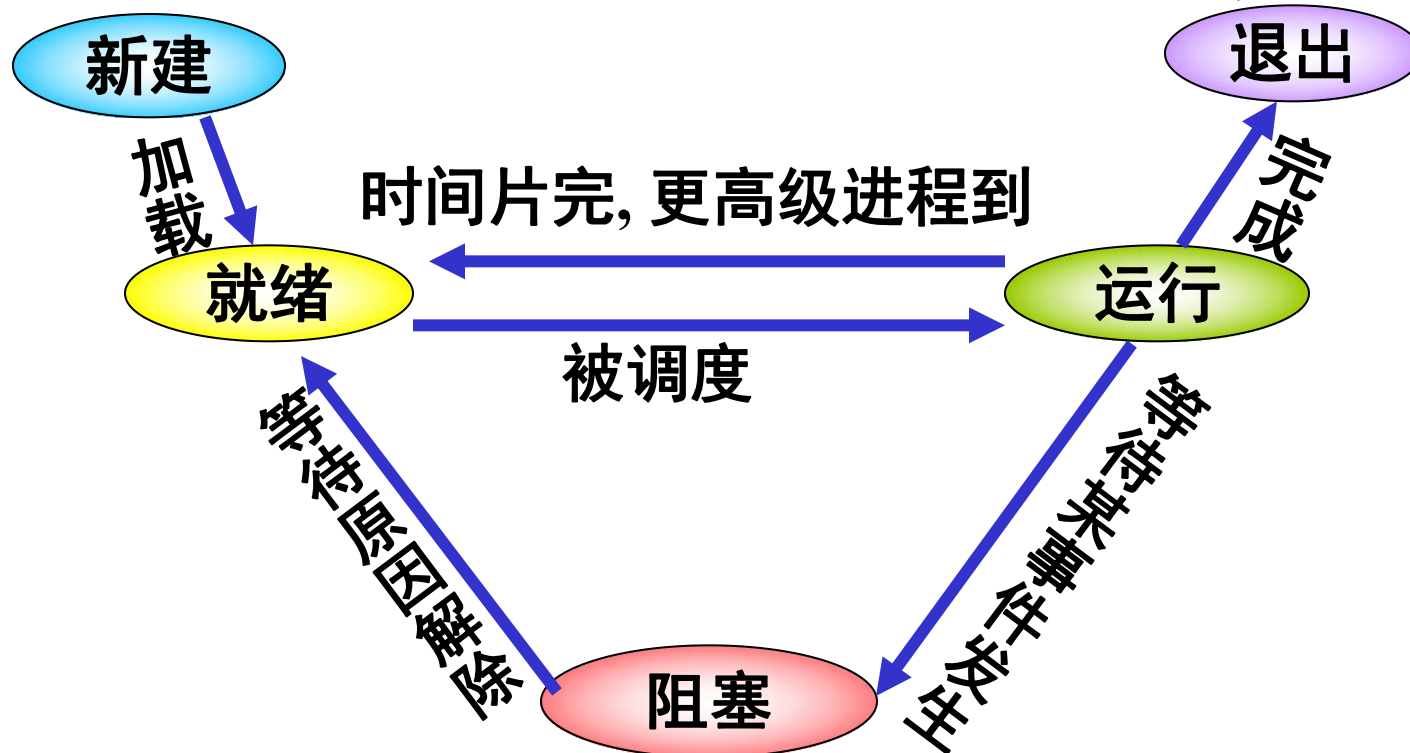 新建
退出
加载
完成
时间片完, 更高级进程到
就绪
运行
被调度
等待原因解除
等待某事件发生
阻塞